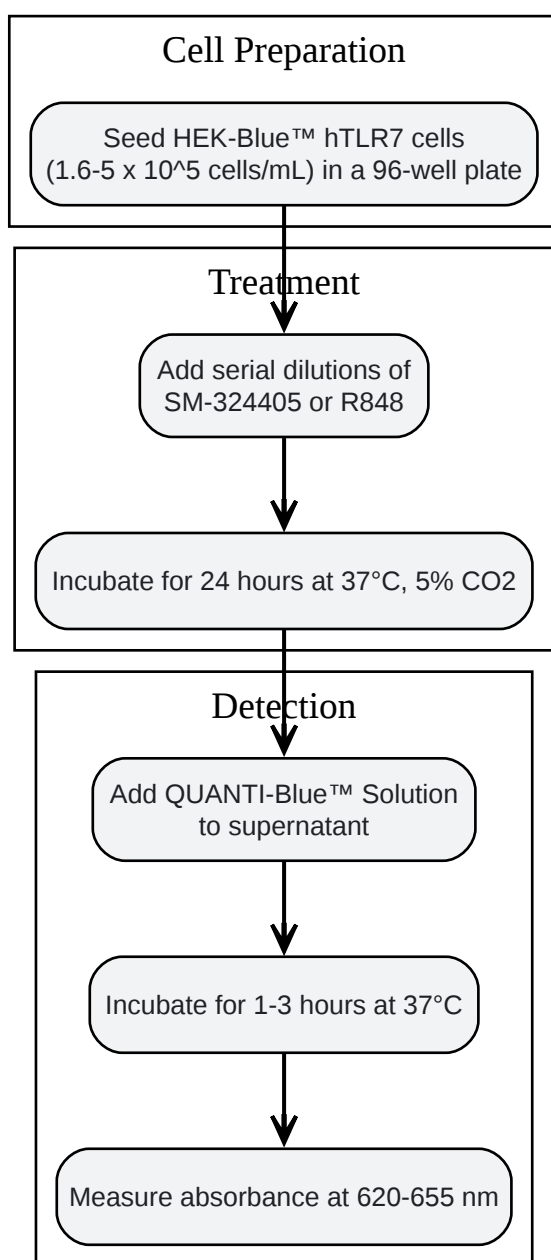 Cell Preparation
Seed HEK-Blue™ hTLR7 cells
(1.6-5 x 10^5 cells/mL) in a 96-well plate
Treatment
Add serial dilutions of
SM-324405 or R848
Incubate for 24 hours at 37°C, 5% CO2
Detection
Add QUANTI-Blue™ Solution
to supernatant
Incubate for 1-3 hours at 37°C
Measure absorbance at 620-655 nm